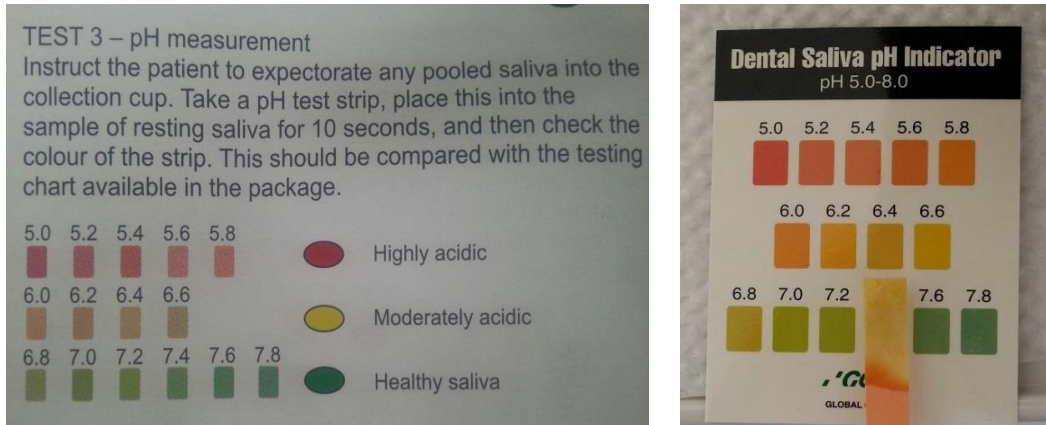 TEST 3 – pH measurement
Instruct the patient to expectorate any pooled saliva into the
collection cup. Take a pH test strip, place this into the
sample of resting saliva for 10 seconds, and then check the
colour of the strip. This should be compared with the testing
chart available in the package.
5.0 5.2 5.4 5.6 5.8
Highly acidic
6.0 6.2 6.4 6.6
Moderately acidic
6.8 7.0 7.2 7.4 7.6 7.8
Healthy saliva
Dental Saliva pH Indicator
pH 5.0-8.0
5.0 5.2 5.4 5.6 5.8
6.0 6.2 6.4 6.6
6.8 7.0 7.2 7.6 7.8
GLOBAL